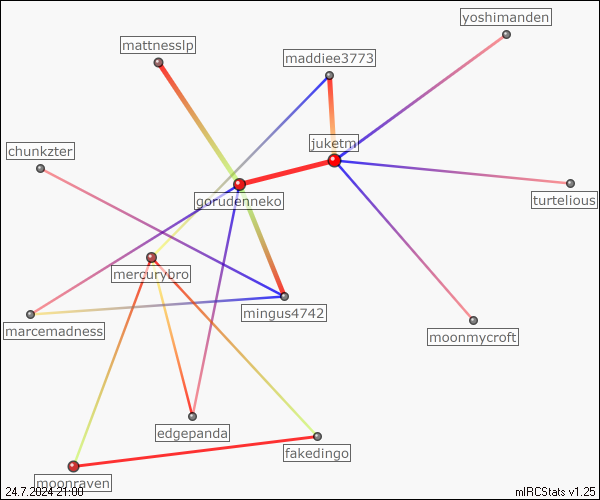 yoshimanden
mattnesslp
maddiee3773
juketm
chunkzter
gorudenneko
turtelious
mercurybro
mingus4742
marcemadness
moonmycroft
edgepanda
fakedingo
moonraven
24.7.2024 21:00
mIRCStats v1.25